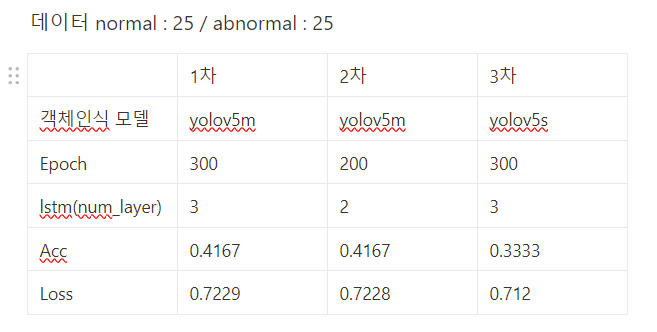 데이터 normal : 25 / abnormal : 25
1차 2차 3차
객체인식 모델 yolov5m yolov5m yolov5s
Epoch 300 200 300
lstm(num_layer) 3 2 3
Acc 0.4167 0.4167 0.3333
Loss 0.7229 0.7228 0.712